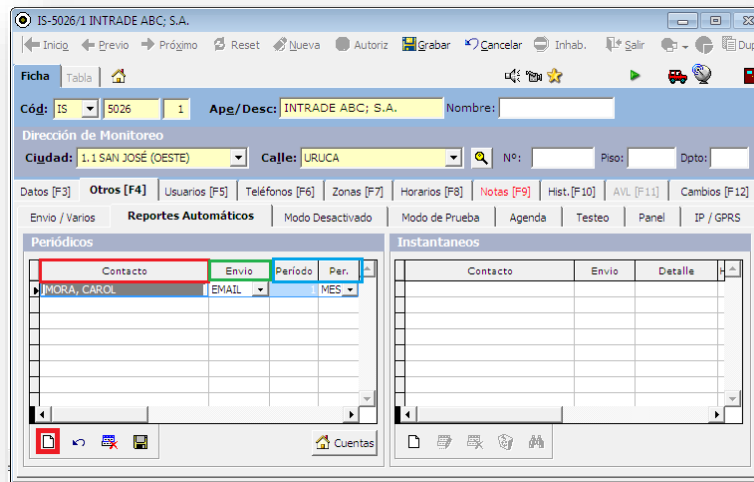 IS-5026/1 INTRADE ABC; S.A.
Inicio Previo Próximo Reset Nueva Autoriz Grabar Cancelar Inhab. Salir Dup
Ficha Tabla
Cód: IS 5026 1 Ape/Desc: INTRADE ABC; S.A. Nombre:
Dirección de Monitoreo
Ciudad: 1.1 SAN JOSÉ (OESTE) Calle: URUCA Nº: Piso: Dpto:
Datos [F3] Otros [F4] Usuarios [F5] Teléfonos [F6] Zonas [F7] Horarios [F8] Notas [F9] Hist.[F10] AVL [F11] Cambios [F12]
Envio / Varios Reportes Automáticos Modo Desactivado Modo de Prueba Agenda Testeo Panel IP / GPRS
Periódicos Instantaneos
Contacto Envio Período Per. Contacto Envio Detalle
MORA, CAROL EMAIL 1 MES
Cuentas